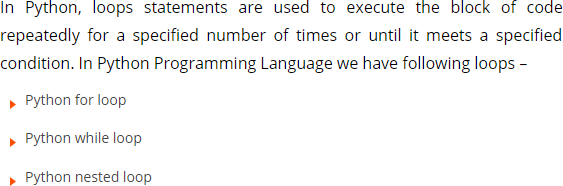 In Python, loops statements are used to execute the block of code
repeatedly for a specified number of times or until it meets a specified
condition. In Python Programming Language we have following loops –
Python for loop
Python while loop
Python nested loop